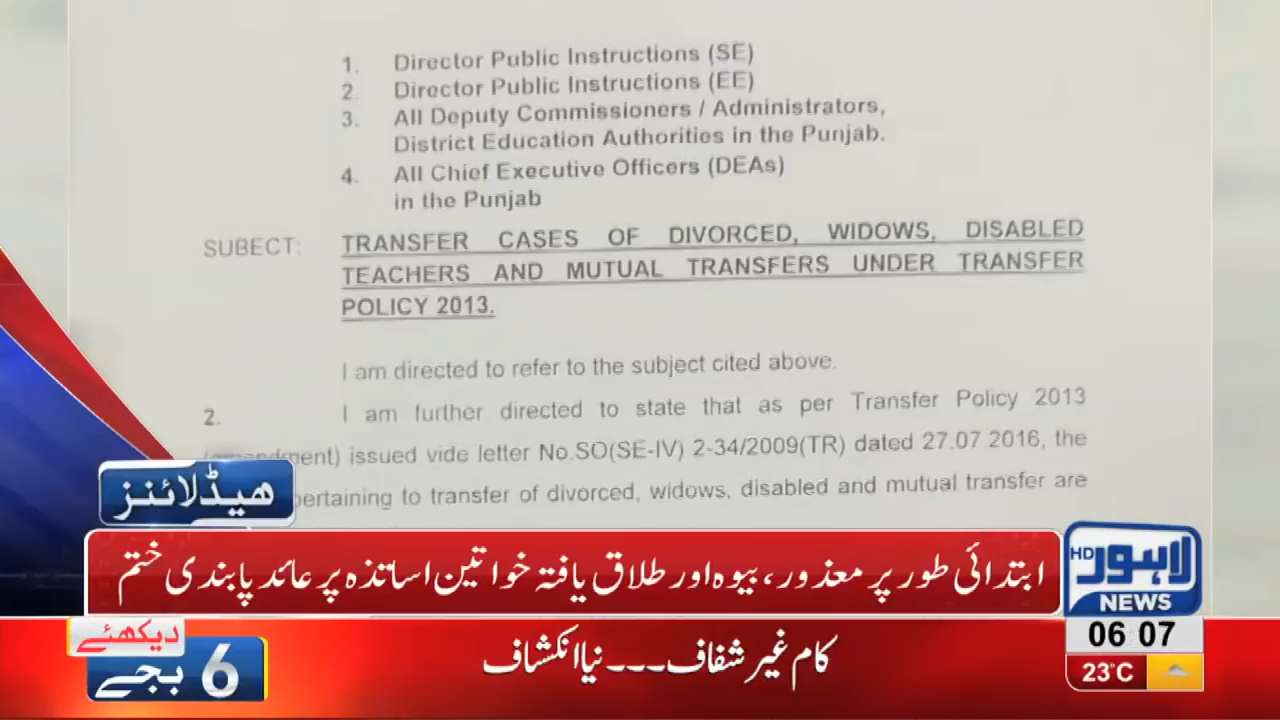 1. Director Public Instructions (SE)
2. Director Public Instructions (EE)
3. All Deputy Commissioners / Administrators,
District Education Authorities in the Punjab.
4. All Chief Executive Officers (DEAs)
in the Punjab
SUBECT: TRANSFER CASES OF DIVORCED, WIDOWS, DISABLED
TEACHERS AND MUTUAL TRANSFERS UNDER TRANSFER
POLICY 2013.
I am directed to refer to the subject cited above.
2. I am further directed to state that as per Transfer Policy 2013
(amendment) issued vide letter No.SO(SE-IV) 2-34/2009(TR) dated 27.07.2016, the
pertaining to transfer of divorced, widows, disabled and mutual transfer are
ہیڈلائنز
ابتدائی طور پر معذور، بیوہ اور طلاق یافتہ خواتین اساتذہ پر عائد پابندی ختم
لاہور HD
NEWS
06 07
23°C
دیکھئے
6 بجے
کام غیر شفاف۔۔۔ نیا انکشاف